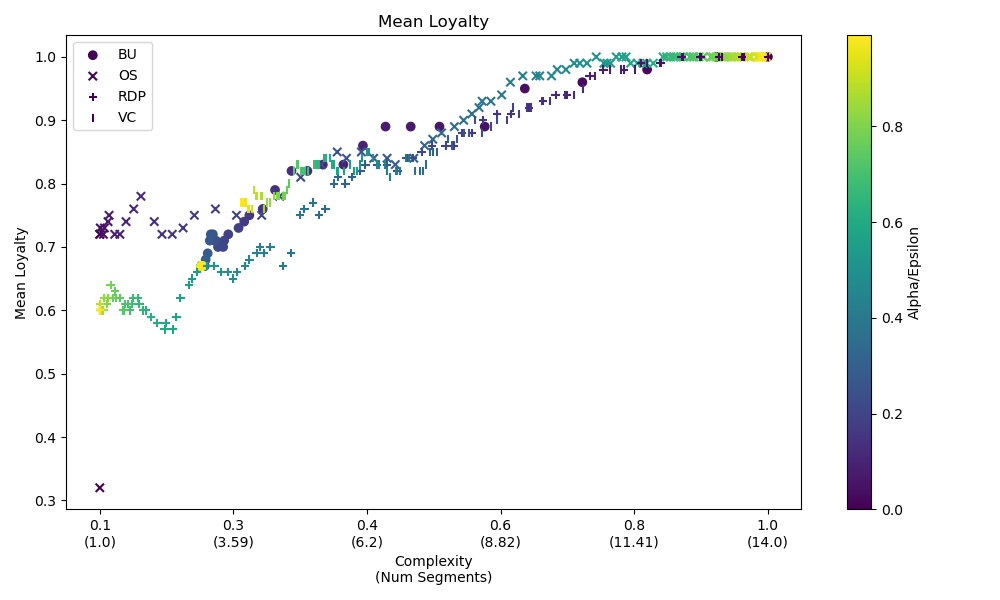 Mean Loyalty
BU
OS
RDP
VC
Mean Loyalty
1.0
0.9
0.8
0.7
0.6
0.5
0.4
0.3
0.1
(1.0)
0.3
(3.59)
0.4
(6.2)
0.6
(8.82)
0.8
(11.41)
1.0
(14.0)
Complexity
(Num Segments)
0.8
0.6
0.4
0.2
0.0
Alpha/Epsilon